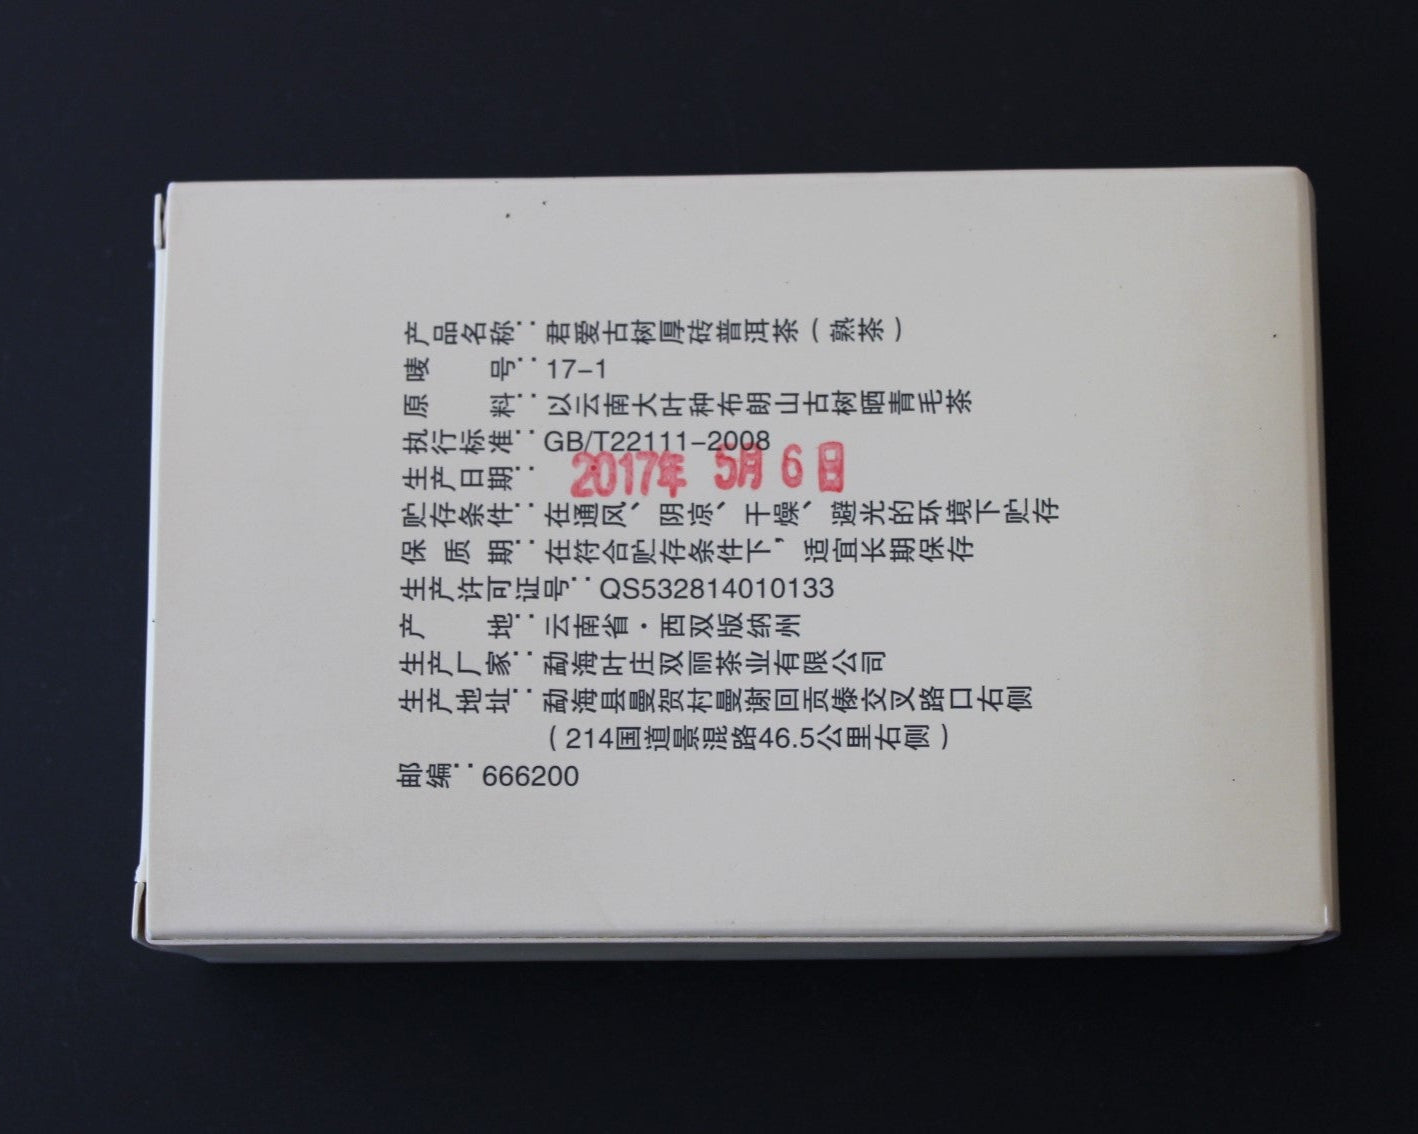 产品名称：君爱古树厚砖普洱茶（熟茶）
唛号：17-1
原料：以云南大叶种布朗山古树晒青毛茶
执行标准：GB/T22111-2008
生产日期：2017年 5月 6日
贮存条件：在通风、阴凉、干燥、避光的环境下贮存
保质期：在符合贮存条件下，适宜长期保存
生产许可证号：QS532814010133
产地：云南省·西双版纳州
生产厂家：勐海叶庄双丽茶业有限公司
生产地址：勐海县曼贺村曼谢回贡傣交叉路口右侧
（214国道景混路46.5公里右侧）
邮编：666200